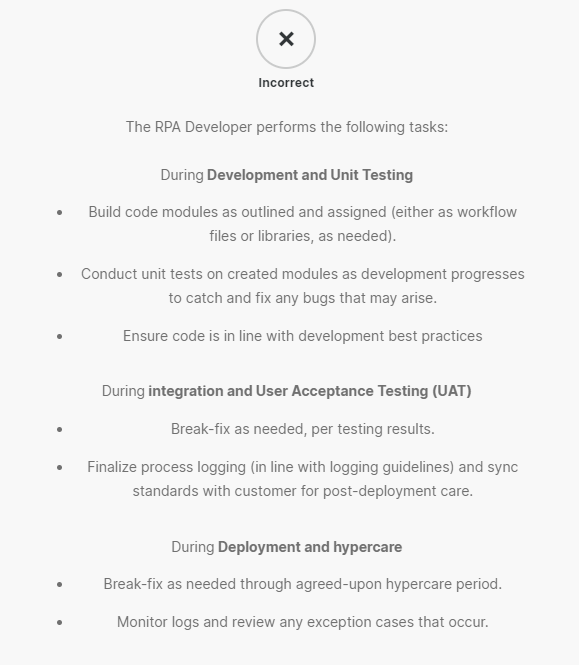 Incorrect
The RPA Developer performs the following tasks:
During Development and Unit Testing
• Build code modules as outlined and assigned (either as workflow
files or libraries, as needed).
• Conduct unit tests on created modules as development progresses
to catch and fix any bugs that may arise.
• Ensure code is in line with development best practices
During integration and User Acceptance Testing (UAT)
• Break-fix as needed, per testing results.
• Finalize process logging (in line with logging guidelines) and sync
standards with customer for post-deployment care.
During Deployment and hypercare
• Break-fix as needed through agreed-upon hypercare period.
• Monitor logs and review any exception cases that occur.